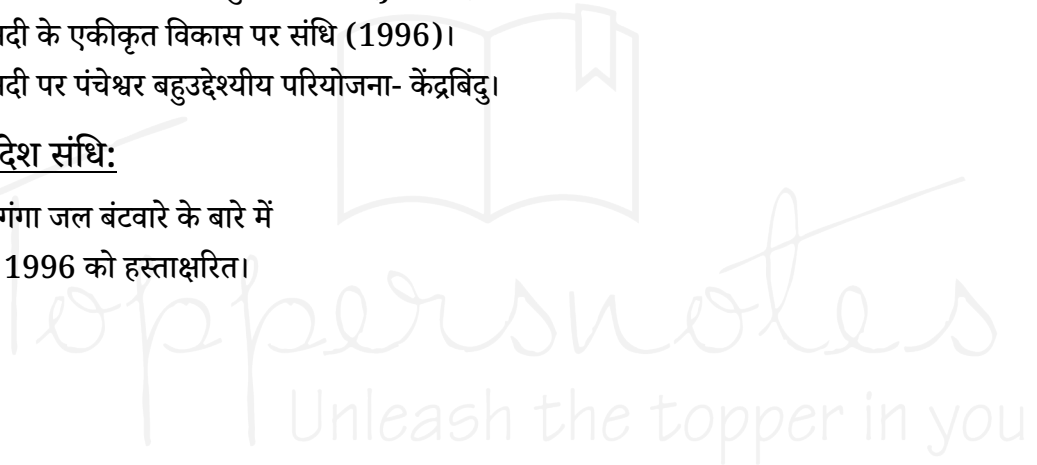 दी के एकीकृत विकास पर संधि (1996)।
दी पर पंचेश्वर बहुउद्देश्यीय परियोजना- केंद्रबिंदु।
देश संधि:
गंगा जल बंटवारे के बारे में
1996 को हस्ताक्षरित।
Toppersnotes
Unleash the topper in you